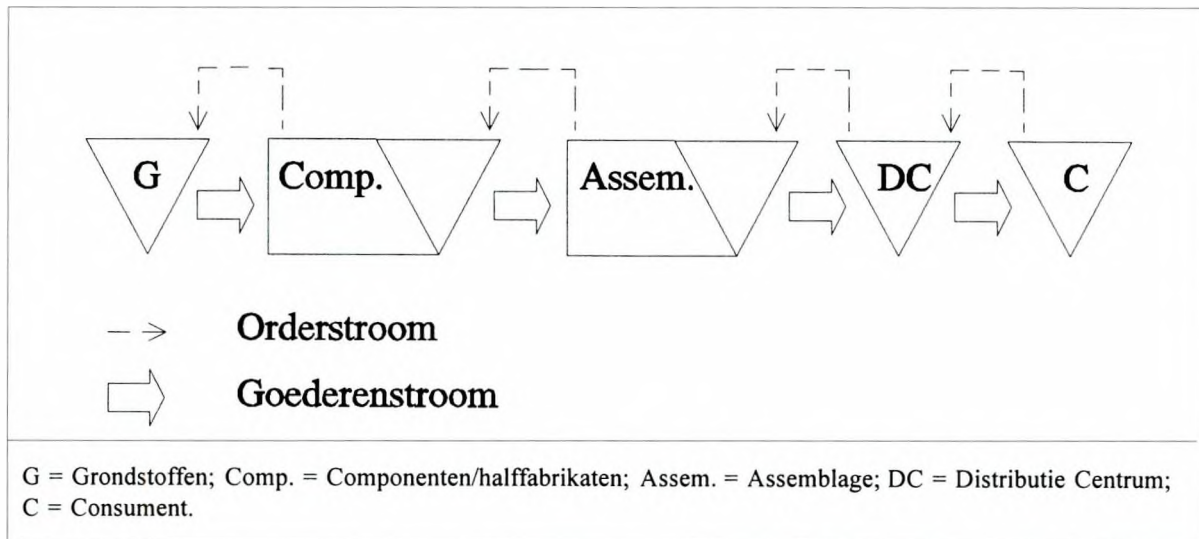 G Comp. Assem. DC C
Orderstroom
Goederenstroom
G = Grondstoffen; Comp. = Componenten/halffabrikaten; Assem. = Assemblage; DC = Distributie Centrum;
C = Consument.